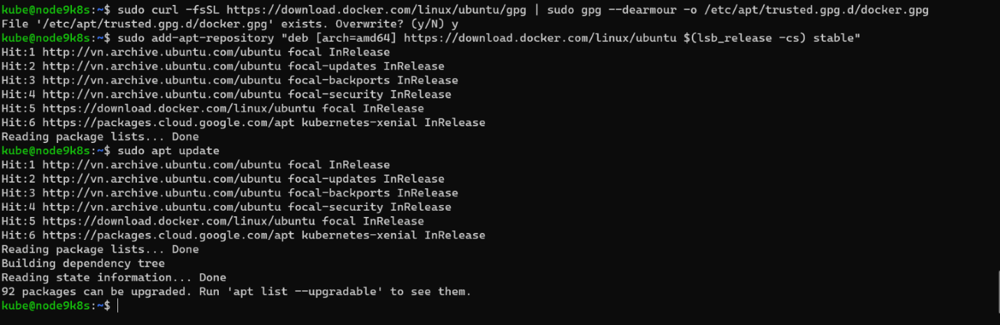 kube@node9k8s:~$ sudo curl -fsSL https://download.docker.com/linux/ubuntu/gpg | sudo gpg --dearmour -o /etc/apt/trusted.gpg.d/docker.gpg
File '/etc/apt/trusted.gpg.d/docker.gpg' exists. Overwrite? (y/N) y
kube@node9k8s:~$ sudo add-apt-repository "deb [arch=amd64] https://download.docker.com/linux/ubuntu $(lsb_release -cs) stable"
Hit:1 http://vn.archive.ubuntu.com/ubuntu focal InRelease
Hit:2 http://vn.archive.ubuntu.com/ubuntu focal-updates InRelease
Hit:3 http://vn.archive.ubuntu.com/ubuntu focal-backports InRelease
Hit:4 http://vn.archive.ubuntu.com/ubuntu focal-security InRelease
Hit:5 https://download.docker.com/linux/ubuntu focal InRelease
Hit:6 https://packages.cloud.google.com/apt kubernetes-xenial InRelease
Reading package lists... Done
kube@node9k8s:~$ sudo apt update
Hit:1 http://vn.archive.ubuntu.com/ubuntu focal InRelease
Hit:2 http://vn.archive.ubuntu.com/ubuntu focal-updates InRelease
Hit:3 http://vn.archive.ubuntu.com/ubuntu focal-backports InRelease
Hit:4 http://vn.archive.ubuntu.com/ubuntu focal-security InRelease
Hit:5 https://download.docker.com/linux/ubuntu focal InRelease
Hit:6 https://packages.cloud.google.com/apt kubernetes-xenial InRelease
Reading package lists... Done
Building dependency tree
Reading state information... Done
92 packages can be upgraded. Run 'apt list --upgradable' to see them.
kube@node9k8s:~$